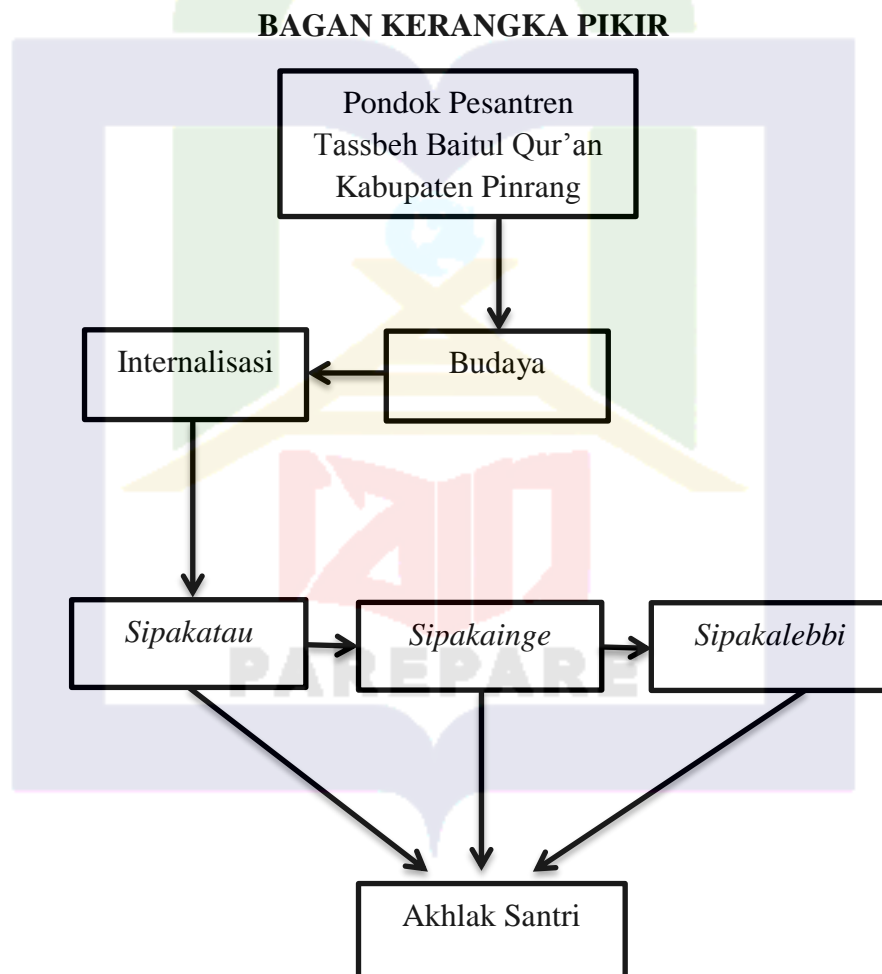 BAGAN KERANGKA PIKIR
Pondok Pesantren
Tassbeh Baitul Qur’an
Kabupaten Pinrang
Internalisasi
Budaya
Sipakatau
Sipakainge
Sipakalebbi
PAREPARE
Akhlak Santri